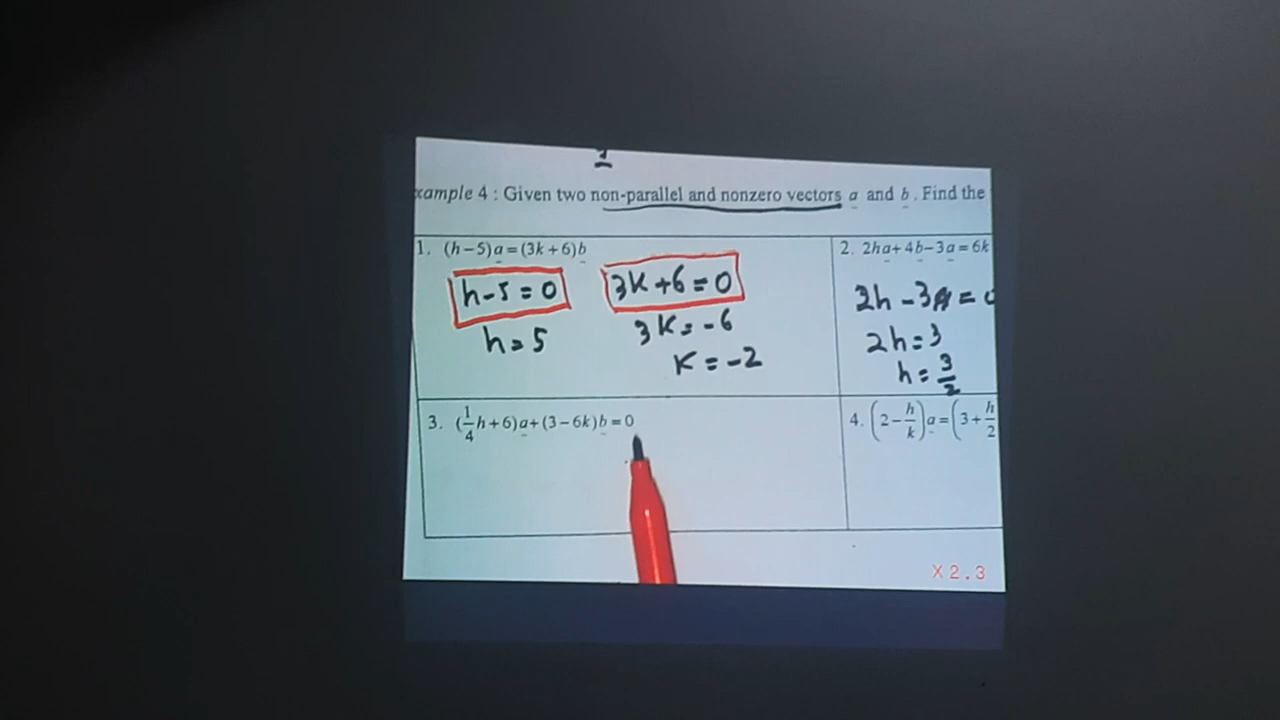 xample 4 : Given two non-parallel and nonzero vectors a and b. Find the
1. (h-5)a=(3k+6)b
h-5=0
3k+6=0
h=5
3k=-6
k=-2
2. 2ha+4b-3a=6k
2h-3=0
2h=3
h=3/2
3. (1/4h+6)a+(3-6k)b=0
4. (2-h/k)a=(3+h/2
X2.3